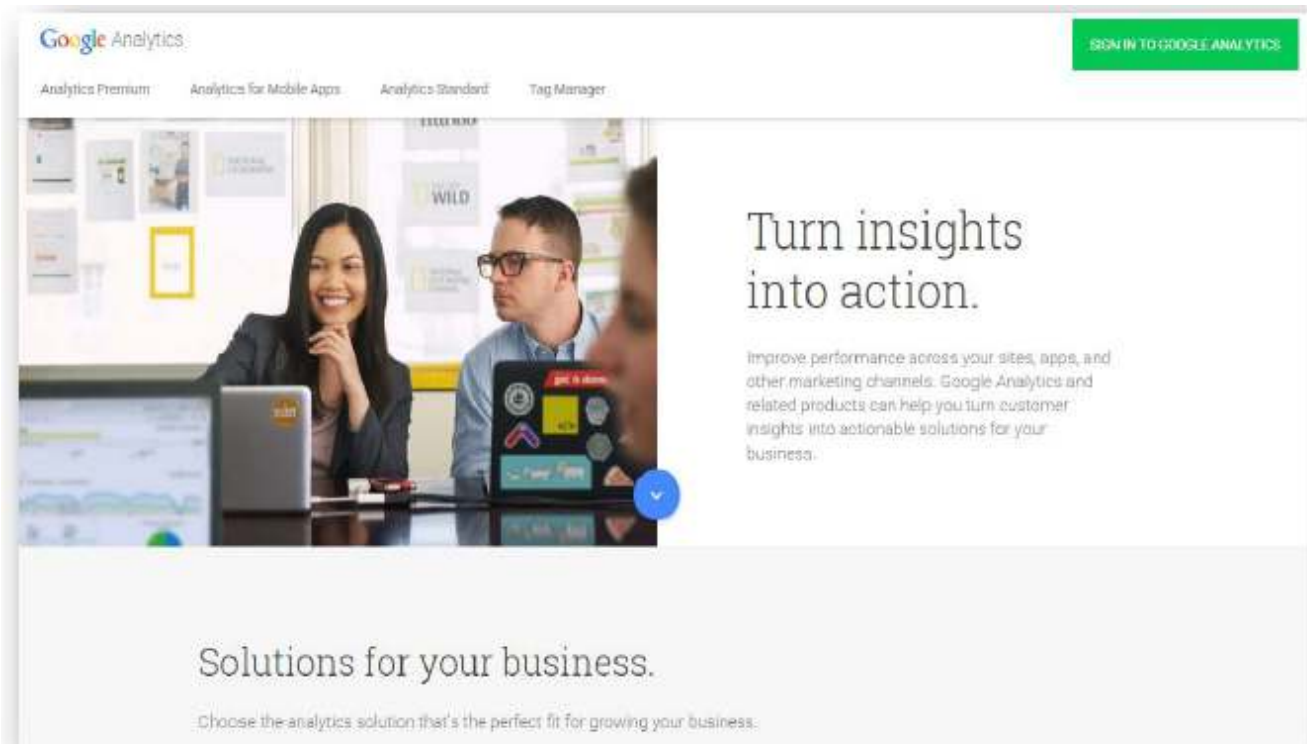 Google Analytics
SIGN IN TO GOOGLE ANALYTICS
Analytics Premium Analytics for Mobile Apps Analytics Standard Tag Manager
WILD
Turn insights
into action.
Improve performance across your sites, apps, and
other marketing channels. Google Analytics and
related products can help you turn customer
insights into actionable solutions for your
business.
Solutions for your business.
Choose the analytics solution that's the perfect fit for growing your business.